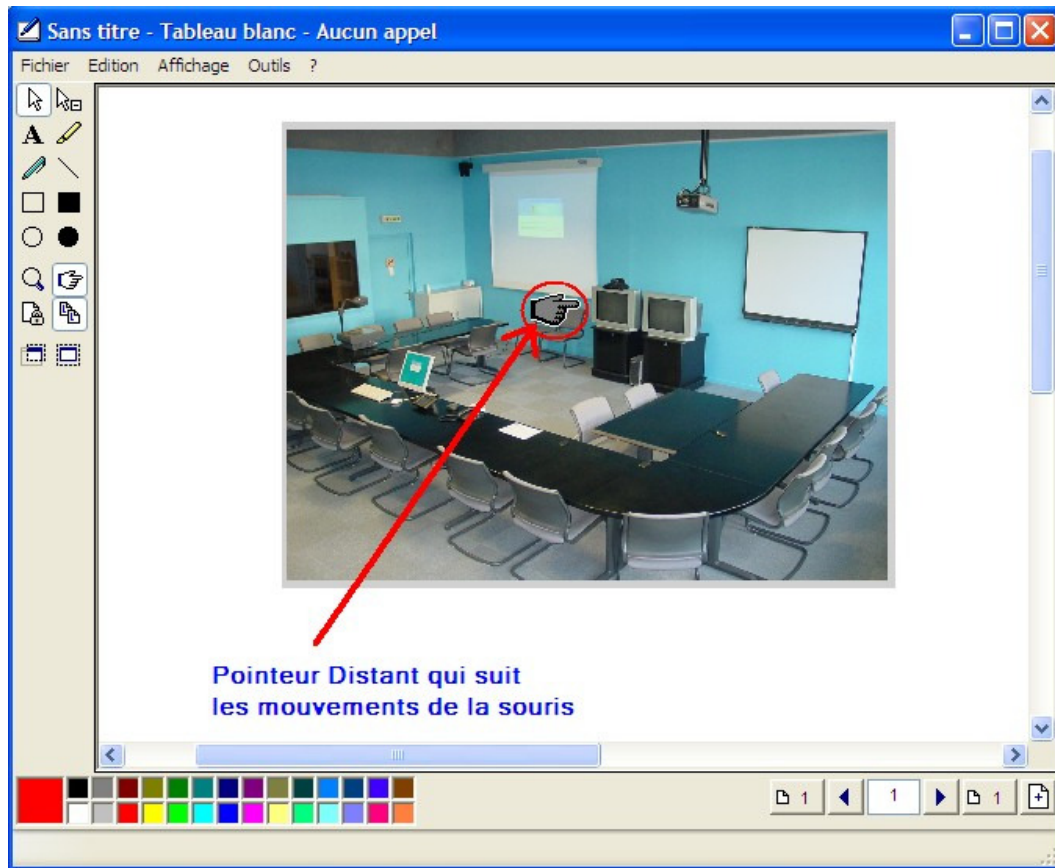 Sans titre - Tableau blanc - Aucun appel
Fichier Edition Affichage Outils ?
A
Pointeur Distant qui suit
les mouvements de la souris
1 1 1